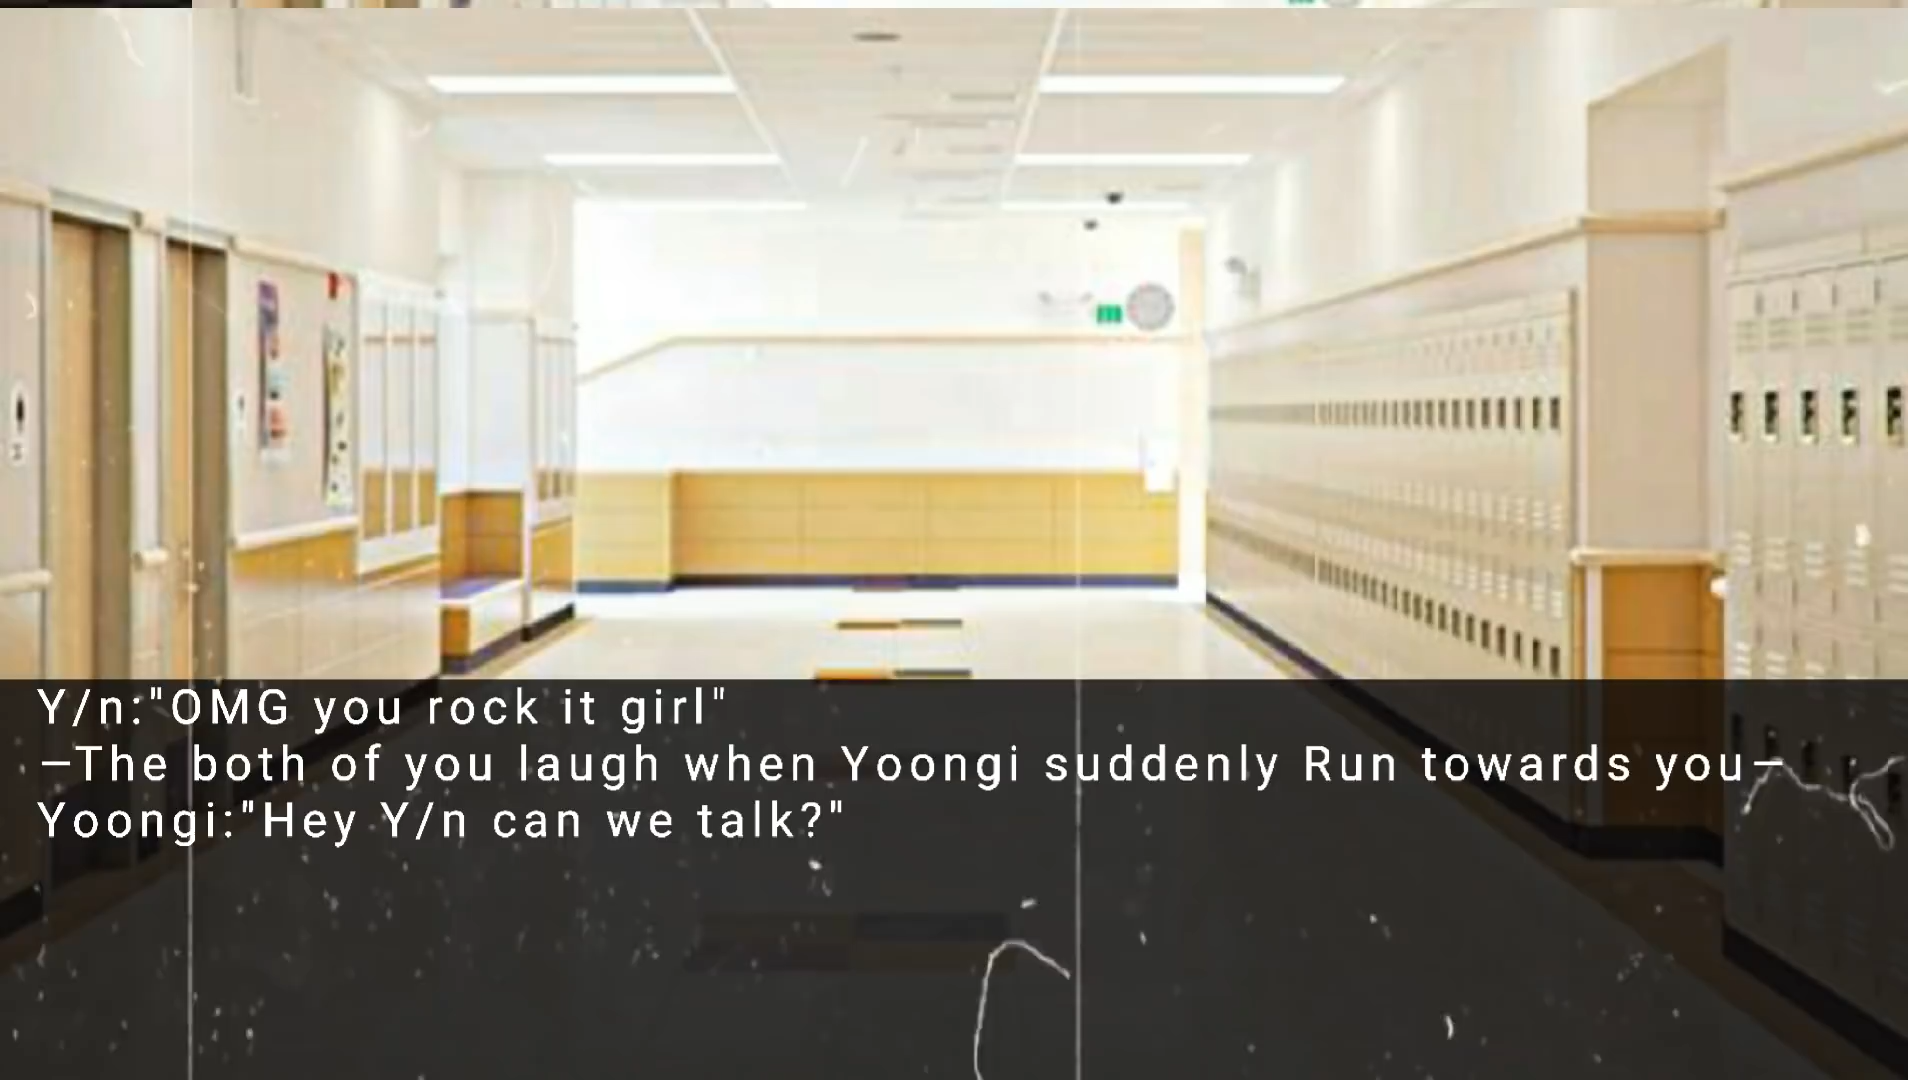 Y/n:"OMG you rock it girl"
—The both of you laugh when Yoongi suddenly Run towards you—
Yoongi:"Hey Y/n can we talk?"